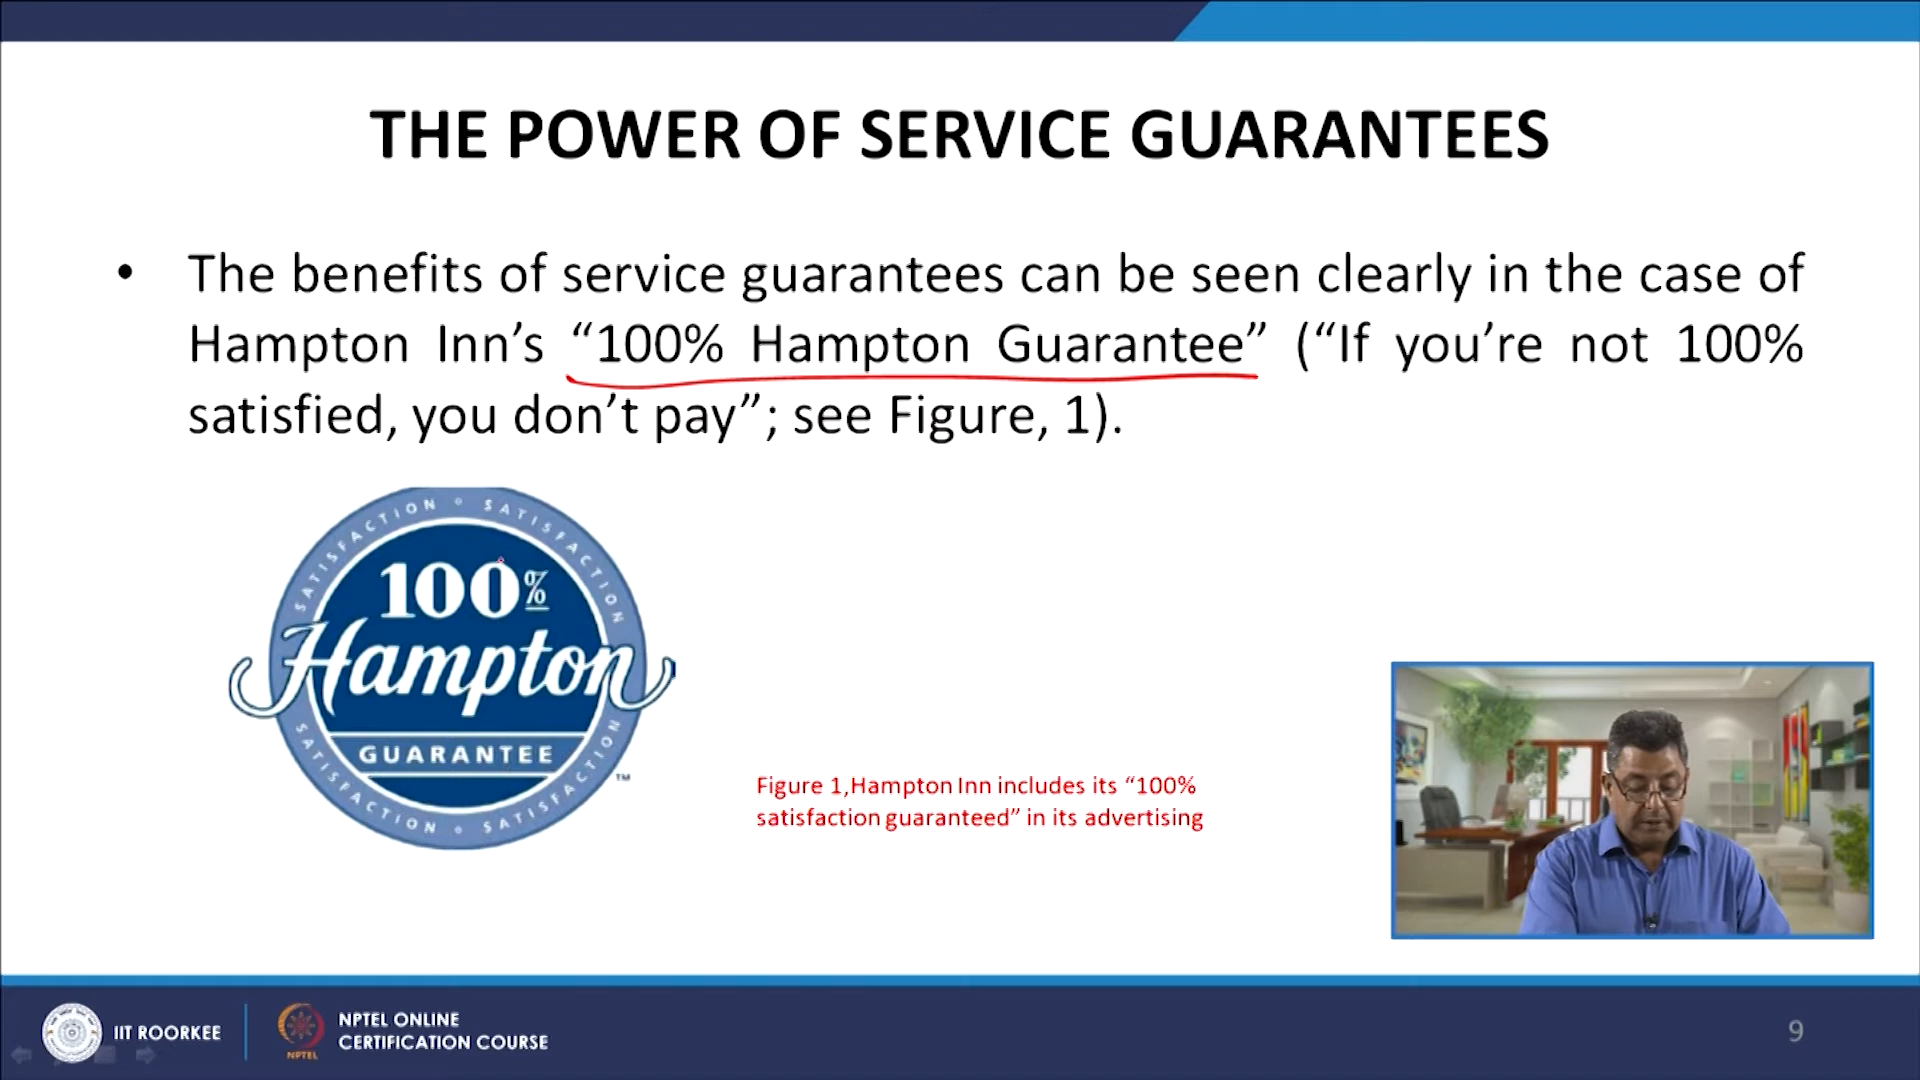 THE POWER OF SERVICE GUARANTEES
• The benefits of service guarantees can be seen clearly in the case of
Hampton Inn’s “100% Hampton Guarantee” (“If you’re not 100%
satisfied, you don’t pay”; see Figure, 1).
SATISFACTION • SATISFACTION
100%
Hampton
GUARANTEE
SATISFACTION • SATISFACTION
TM
Figure 1,Hampton Inn includes its “100%
satisfaction guaranteed” in its advertising
IIT ROORKEE
NPTEL
NPTEL ONLINE
CERTIFICATION COURSE
9